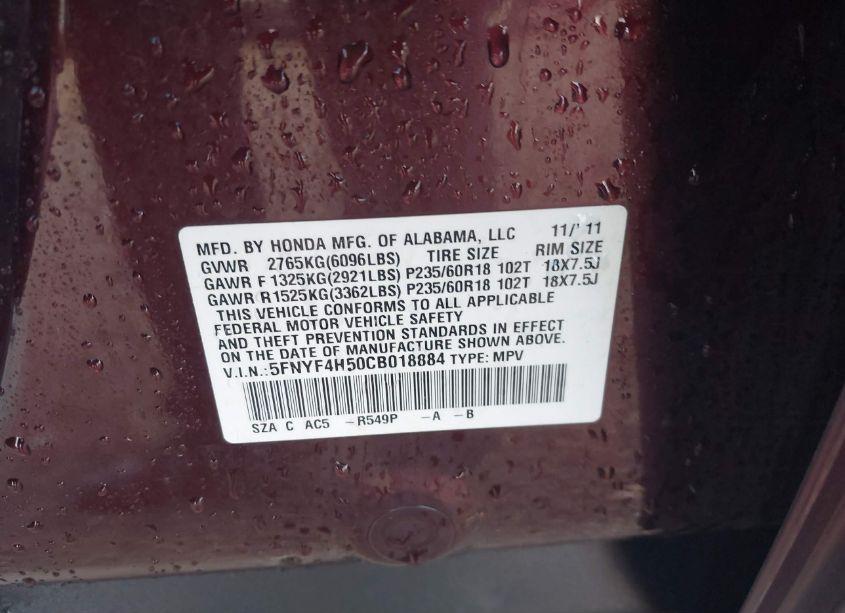 MFD. BY HONDA MFG. OF ALABAMA, LLC 11/ 11
GVWR 2765KG(6096LBS) TIRE SIZE RIM SIZE
GAWR F 1325KG(2921LBS) P235/60R18 102T 18X7.5J
GAWR R1525KG(3362LBS) P235/60R18 102T 18X7.5J
THIS VEHICLE CONFORMS TO ALL APPLICABLE
FEDERAL MOTOR VEHICLE SAFETY
AND THEFT PREVENTION STANDARDS IN EFFECT
ON THE DATE OF MANUFACTURE SHOWN ABOVE.
V.I.N.: 5FNYF4H50CB018884 TYPE: MPV
SZA C AC5 -R549P -A -B